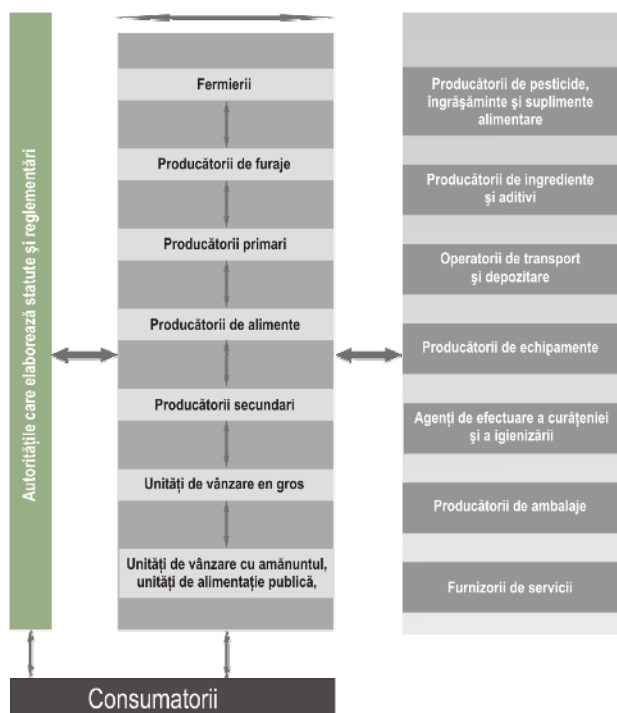 Autoritățile care elaborează statute și reglementări
Fermierii
Producătorii de furaje
Producătorii primari
Producătorii de alimente
Producătorii secundari
Unități de vânzare en gros
Unități de vânzare cu amănuntul,
unități de alimentație publică,
Producătorii de pesticide,
îngrășăminte și suplimente
alimentare
Producătorii de ingrediente
și aditivi
Operatorii de transport
și depozitare
Producătorii de echipamente
Agenți de efectuare a curățeniei
și a igienizării
Producătorii de ambalaje
Furnizorii de servicii
Consumatorii